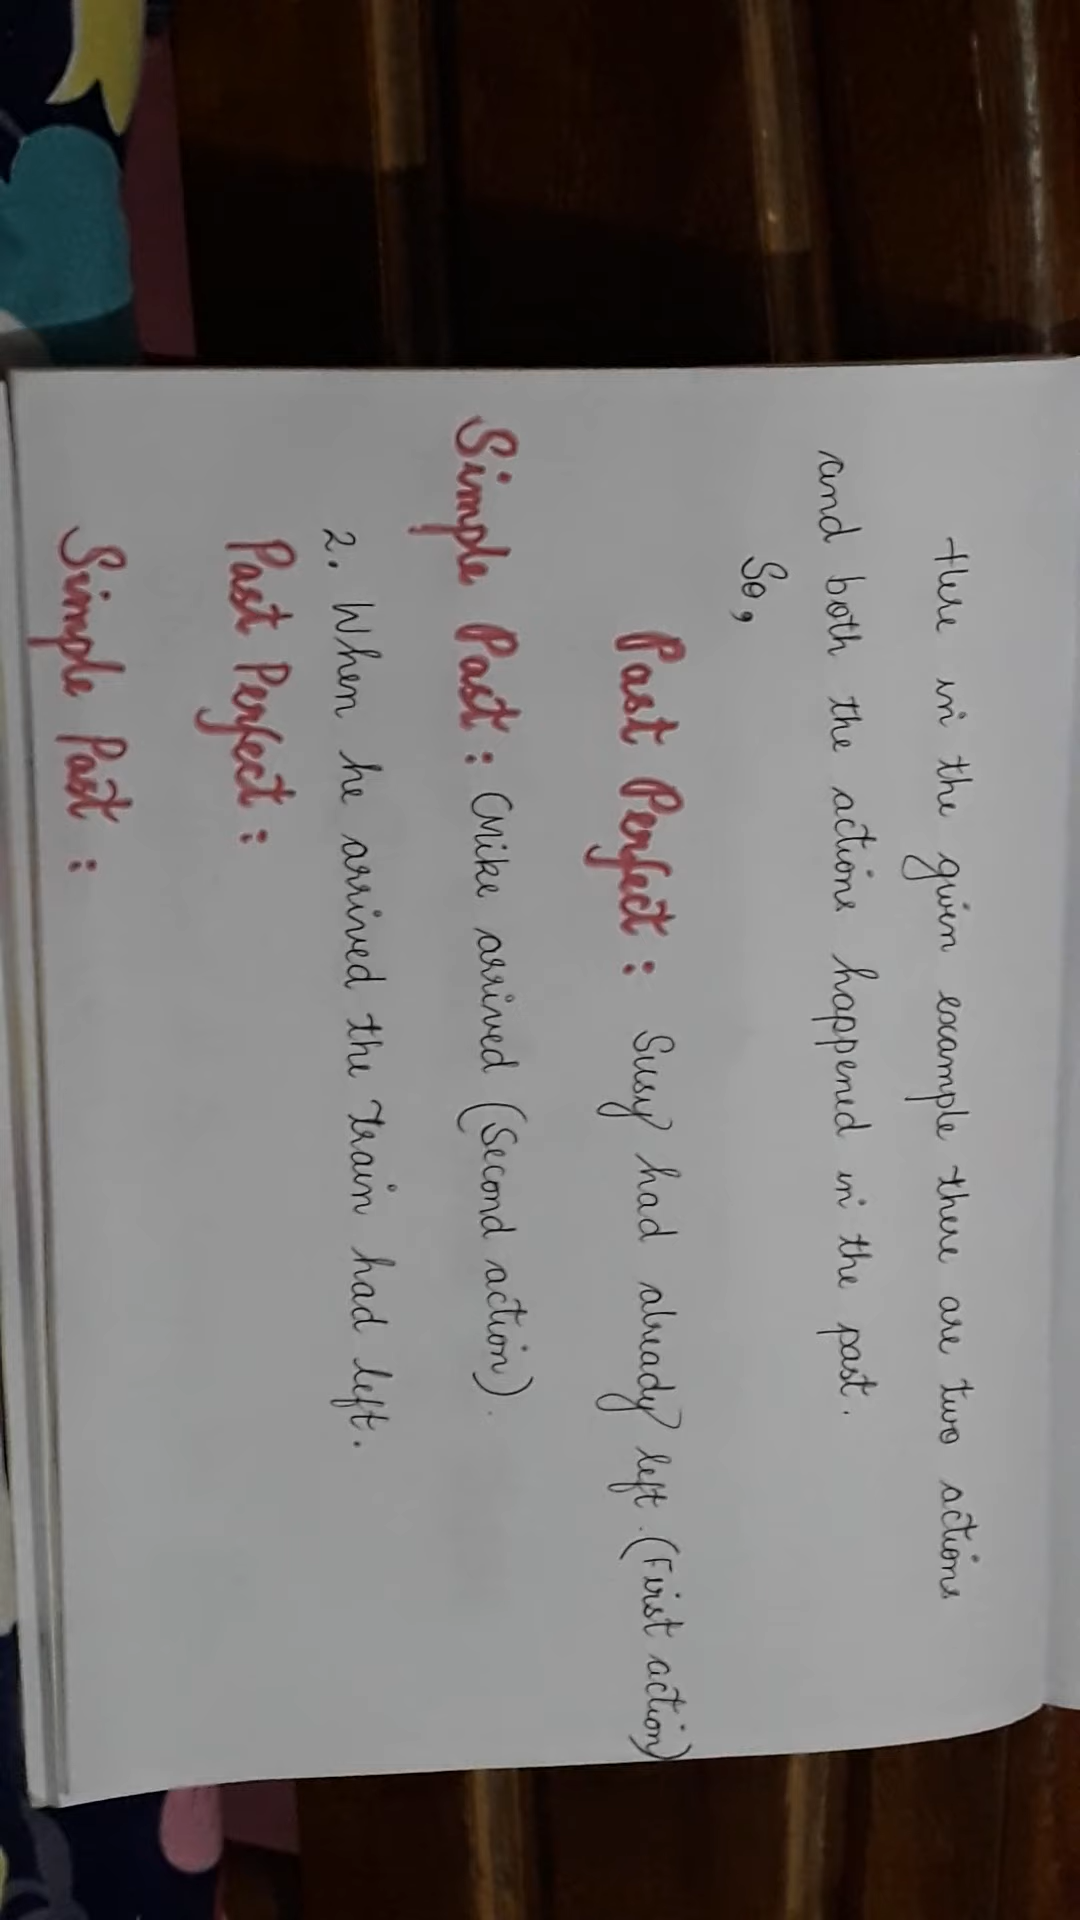 Here in the given example there are two actions
and both the actions happened in the past.
So,
Past Perfect : Susy had already left. (First action)
Simple Past : Mike arrived (Second action).
2. When he arrived the train had left.
Past Perfect :
Simple Past :